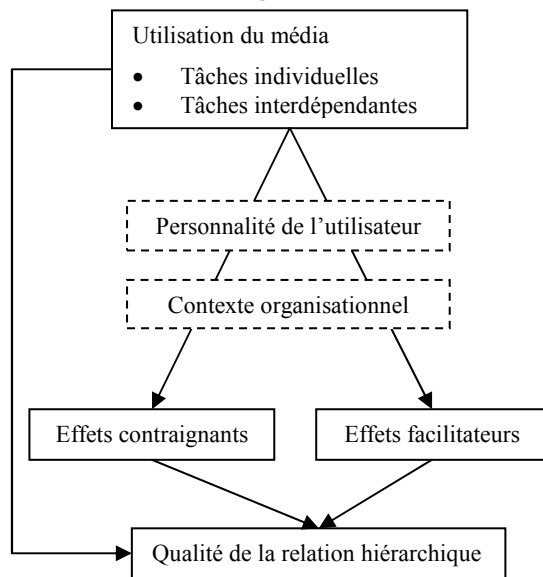 Utilisation du média
• Tâches individuelles
• Tâches interdépendantes
Personnalité de l’utilisateur
Contexte organisationnel
Effets contraignants
Effets facilitateurs
Qualité de la relation hiérarchique